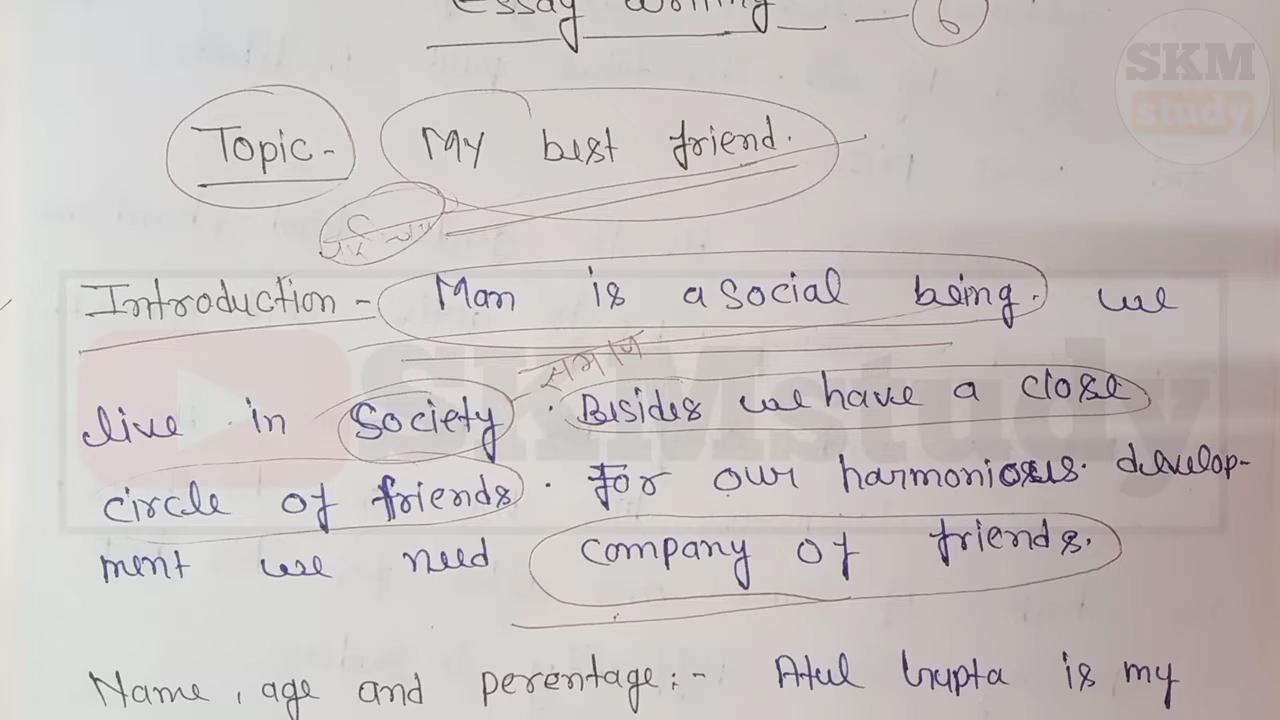 Essay Writing — 6
SKM
study
Topic- My best friend.
Introduction - Man is a social being. We
live in Society. Besides we have a close
समाज
circle of friends. For our harmonious develop-
ment we need company of friends.
Name, age and perentage:- Atul Gupta is my
SKMstudy